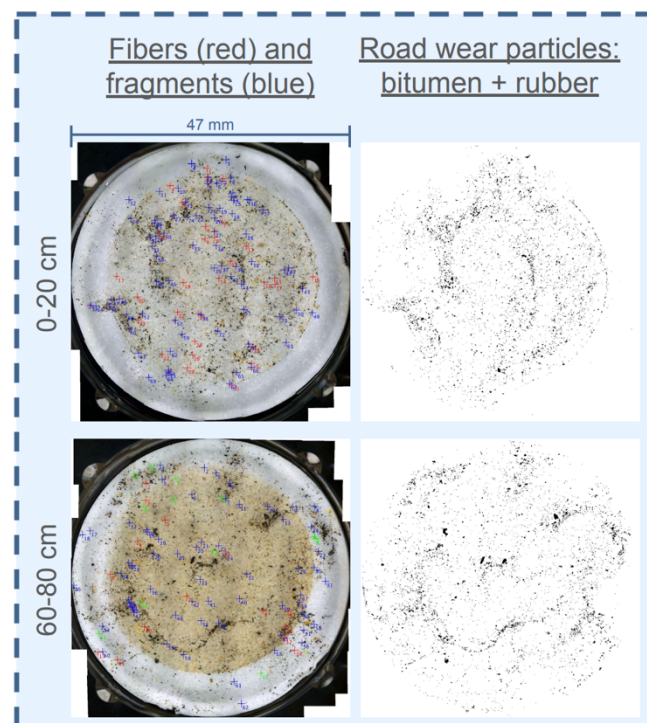 Fibers (red) and
fragments (blue)
Road wear particles:
bitumen + rubber
47 mm
0-20 cm
60-80 cm